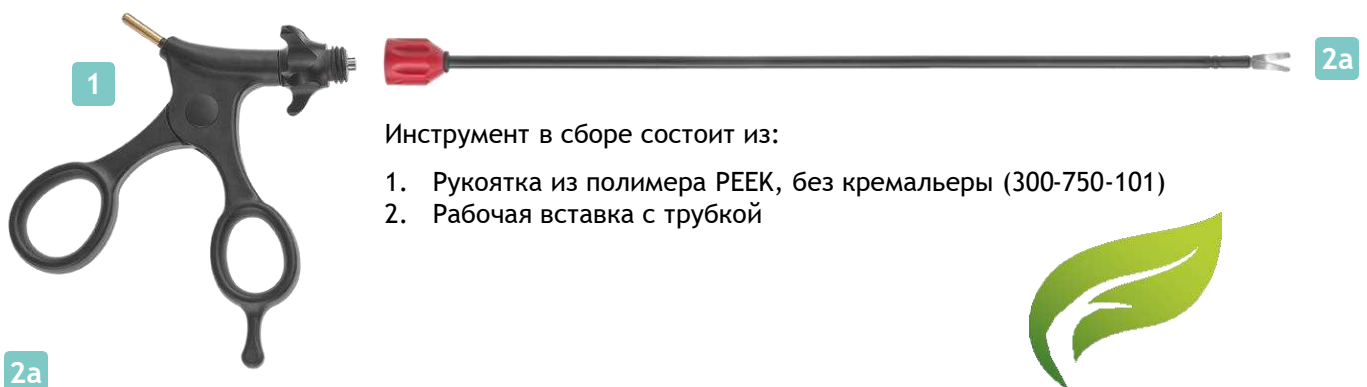 1
2a
Инструмент в сборе состоит из:
1. Рукоятка из полимера PEEK, без кремальеры (300-750-101)
2. Рабочая вставка с трубкой
2a